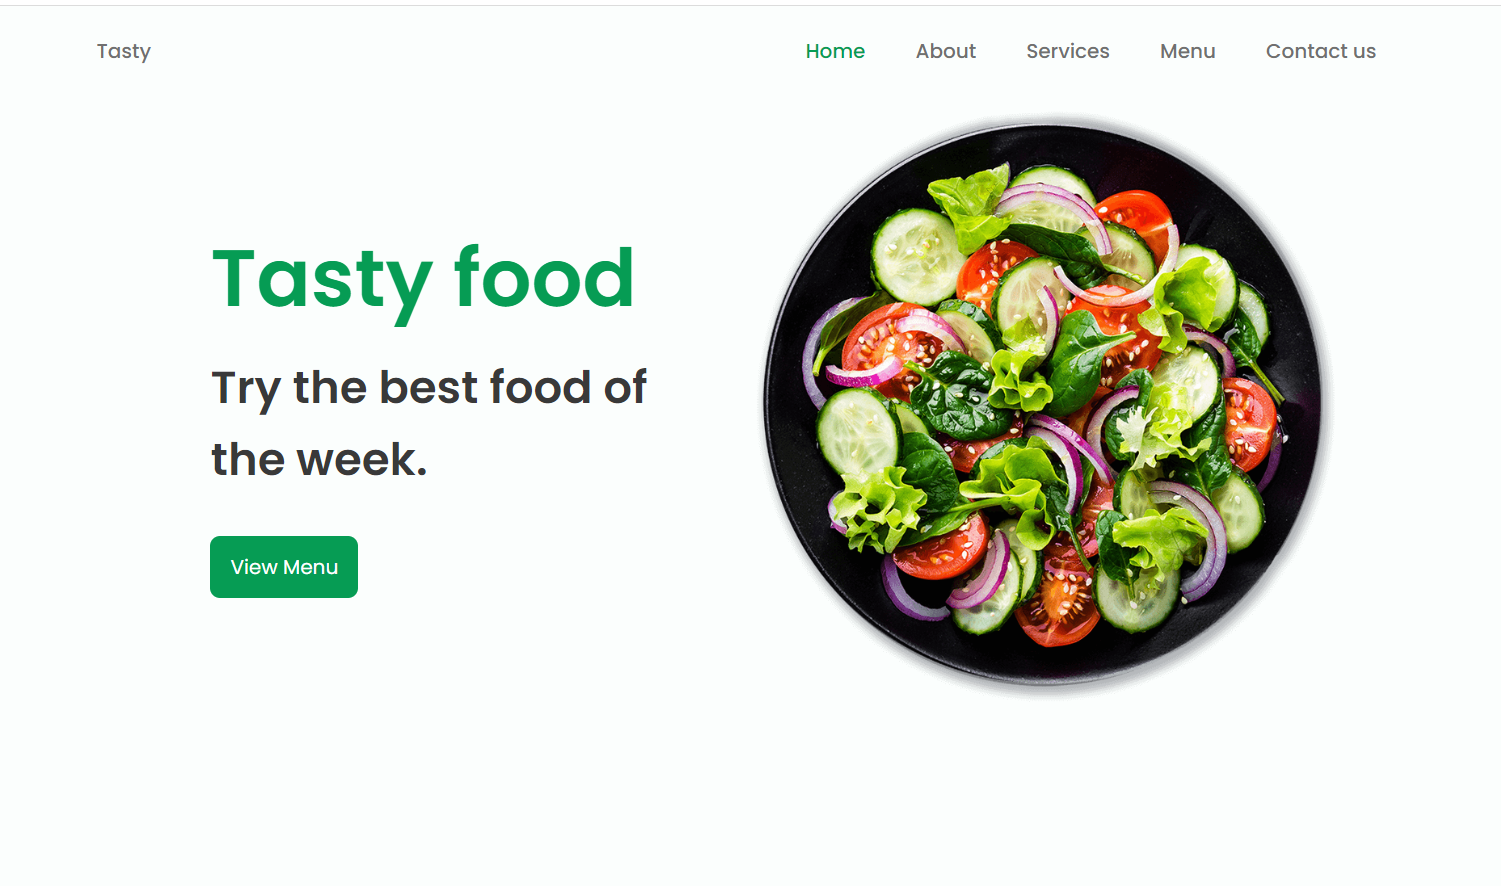 Tasty
Home About Services Menu Contact us
Tasty food
Try the best food of
the week.
View Menu